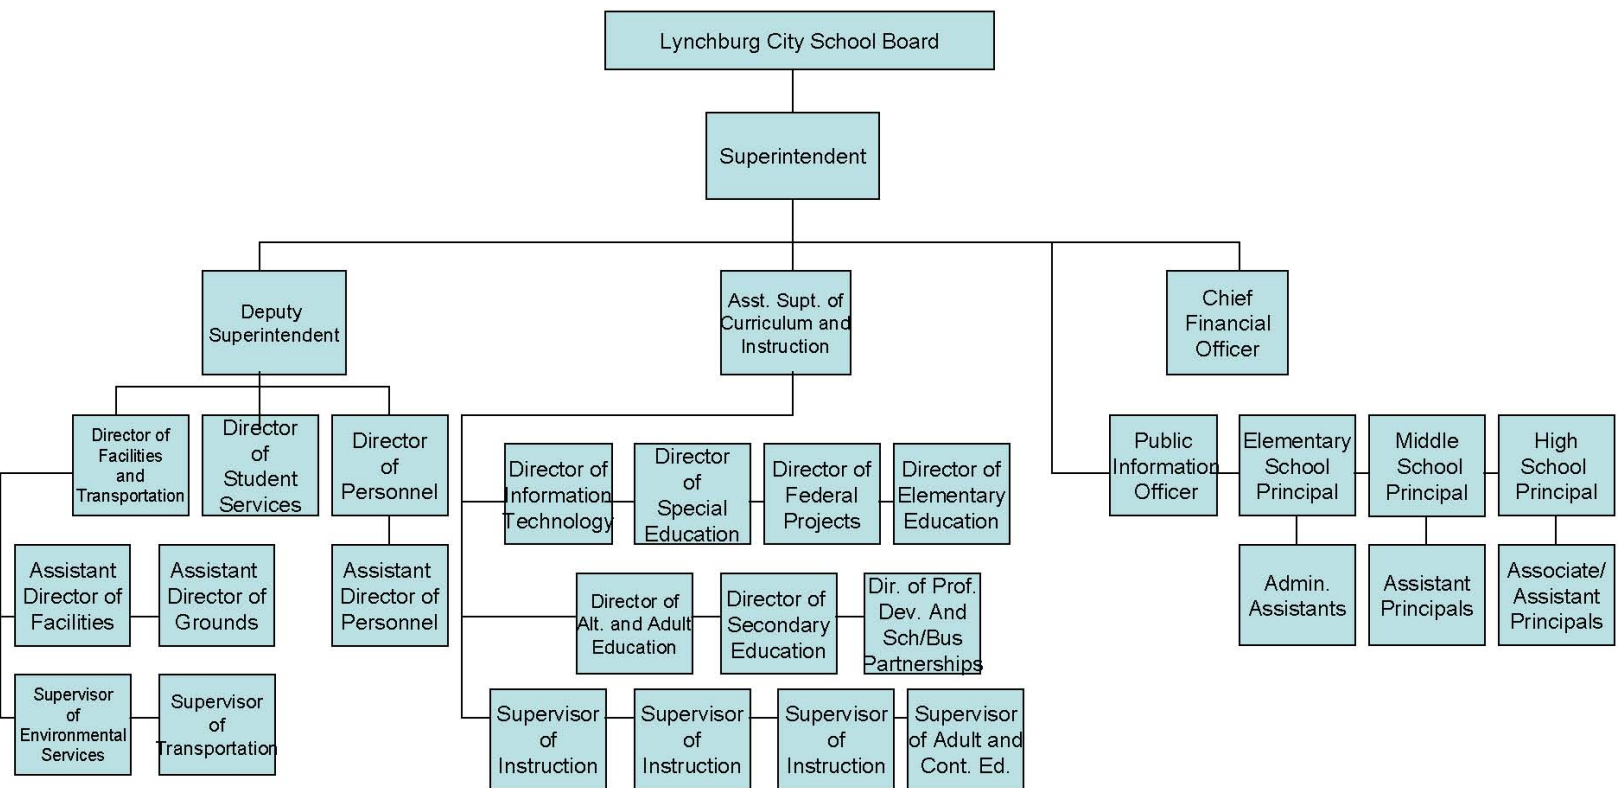 Lynchburg City School Board
Superintendent
Deputy
Superintendent
Asst. Supt. of
Curriculum and
Instruction
Chief
Financial
Officer
Director of
Facilities
and
Transportation
Director
of
Student
Services
Director
of
Personnel
Director of
Information
Technology
Director
of
Special
Education
Director of
Federal
Projects
Director of
Elementary
Education
Public
Information
Officer
Elementary
School
Principal
Middle
School
Principal
High
School
Principal
Assistant
Director of
Facilities
Assistant
Director of
Grounds
Assistant
Director of
Personnel
Director of
Alt. and Adult
Education
Director of
Secondary
Education
Dir. of Prof.
Dev. And
Sch/Bus
Partnerships
Admin.
Assistants
Assistant
Principals
Associate/
Assistant
Principals
Supervisor
of
Environmental
Services
Supervisor
of
Transportation
Supervisor
of
Instruction
Supervisor
of
Instruction
Supervisor
of
Instruction
Supervisor
of Adult and
Cont. Ed.